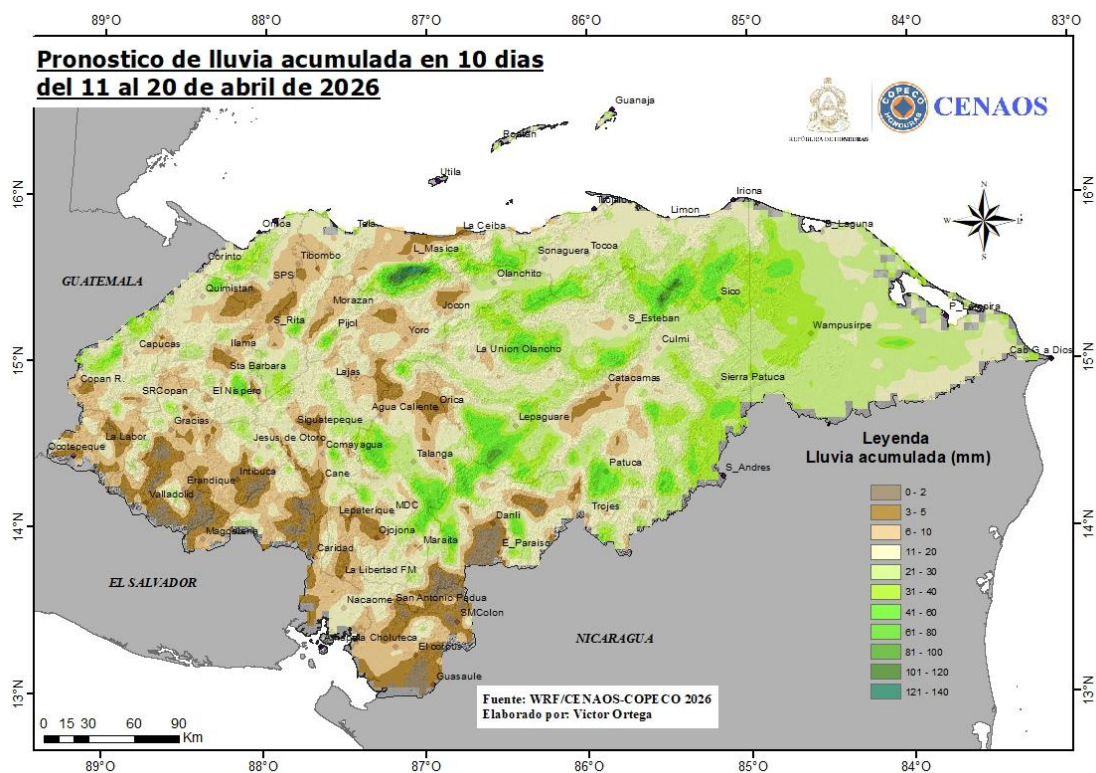 89°O 88°O 87°O 86°O 85°O 84°O 83°O
Pronostico de lluvia acumulada en 10 dias
del 11 al 20 de abril de 2026
REPÚBLICA DE HONDURAS
COPECO
HONDURAS
CENAOS
Guanaja
Roatan
Utila
16°N
16°N
Iriona
Trujillo
Limon
Omoa
Tela
La Ceiba
B_Laguna
N
W
E
S
L_Masica
Sonaguera
Tocoa
Corinto
Tibombo
GUATEMALA
SPS
Olanchito
Quimistan
Sico
Morazan
Jocon
P_Lempira
S_Rita
Pijol
Yoro
S_Esteban
Wampusirpe
Capucas
Ilama
La Union Olancho
Culmi
15°N
15°N
Cab G a Dios
Sta Barbara
Lajas
Copan R.
Catacamas
Sierra Patuca
SRCopan
El Nispero
Agua Caliente
Orica
Gracias
Siguatepeque
Lepaguare
La Labor
Jesus de Otoro
Comayagua
Ocotepeque
Talanga
Leyenda
Lluvia acumulada (mm)
Erandique
Intibuca
Cane
Patuca
S_Andres
Valladolid
0 - 2
3 - 5
6 - 10
11 - 20
21 - 30
31 - 40
41 - 60
61 - 80
81 - 100
101 - 120
121 - 140
Lepaterique
MDC
Danli
Trojes
14°N
14°N
Magdalena
Ojojona
Maraita
E_Paraiso
Caridad
EL SALVADOR
La Libertad FM
Nacaome
San Antonio Padua
SMColon
NICARAGUA
Amapala
Choluteca
El corpus
Guasaule
13°N
13°N
Fuente: WRF/CENAOS-COPECO 2026
Elaborado por: Victor Ortega
0 15 30 60 90
Km
89°O 88°O 87°O 86°O 85°O 84°O